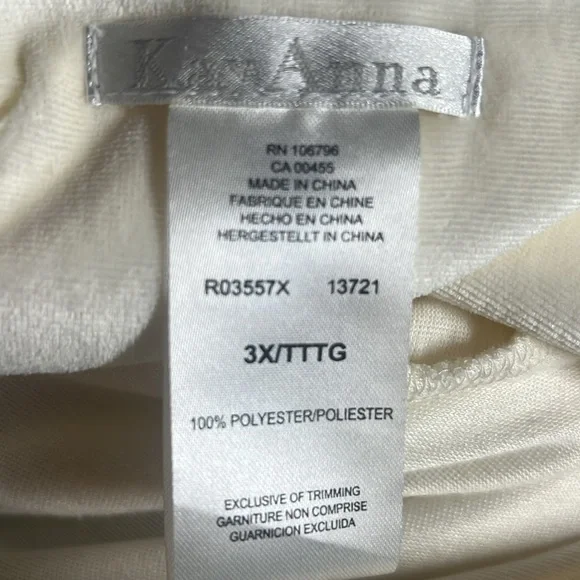 KayAnna
RN 106796
CA 00455
MADE IN CHINA
FABRIQUE EN CHINE
HECHO EN CHINA
HERGESTELLT IN CHINA
R03557X 13721
3X/TTTG
100% POLYESTER/POLIESTER
EXCLUSIVE OF TRIMMING
GARNITURE NON COMPRISE
GUARNICION EXCLUIDA